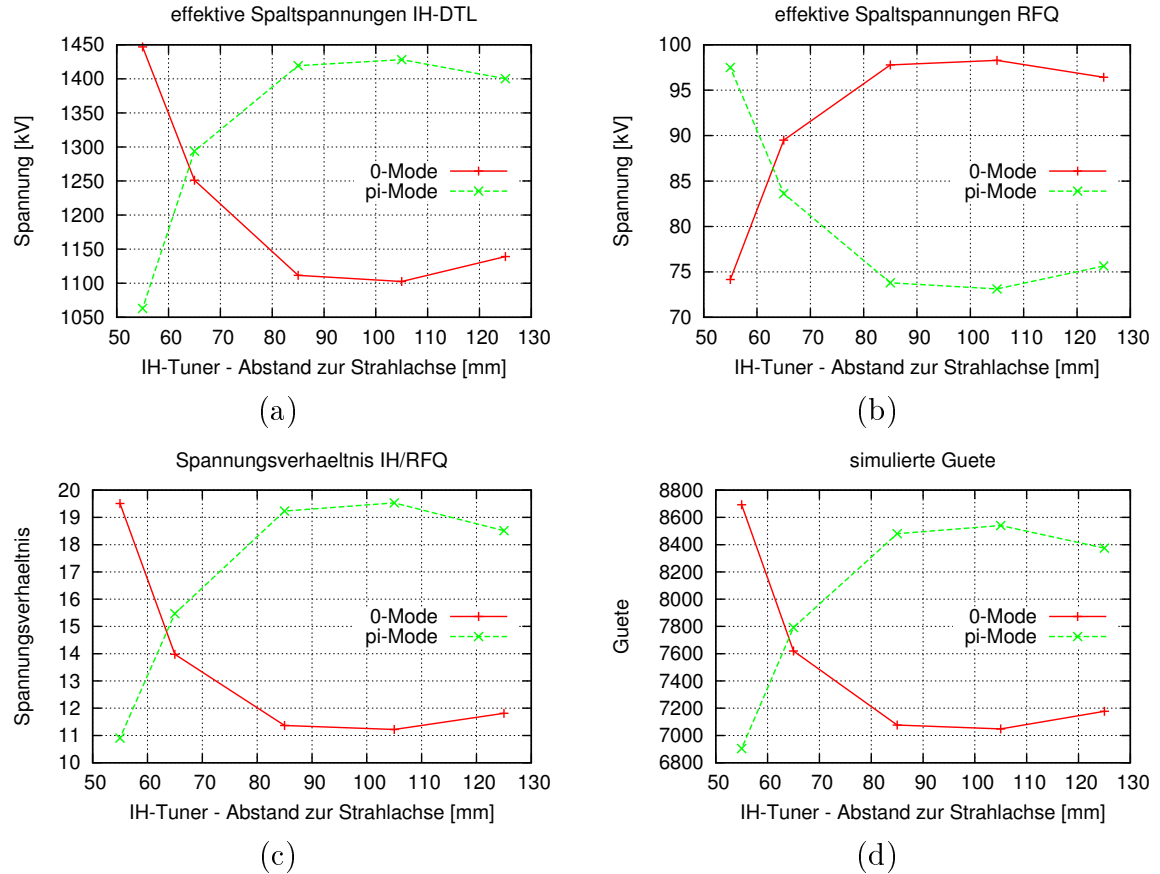 effektive Spaltspannungen IH-DTL
Spannung [kV]
1450
1400
1350
1300
1250
1200
1150
1100
1050
0-Mode
pi-Mode
50 60 70 80 90 100 110 120 130
IH-Tuner - Abstand zur Strahlachse [mm]
(a)
effektive Spaltspannungen RFQ
Spannung [kV]
100
95
90
85
80
75
70
0-Mode
pi-Mode
50 60 70 80 90 100 110 120 130
IH-Tuner - Abstand zur Strahlachse [mm]
(b)
Spannungsverhaeltnis IH/RFQ
Spannungsverhaeltnis
20
19
18
17
16
15
14
13
12
11
10
0-Mode
pi-Mode
50 60 70 80 90 100 110 120 130
IH-Tuner - Abstand zur Strahlachse [mm]
(c)
simulierte Guete
Guete
8800
8600
8400
8200
8000
7800
7600
7400
7200
7000
6800
0-Mode
pi-Mode
50 60 70 80 90 100 110 120 130
IH-Tuner - Abstand zur Strahlachse [mm]
(d)